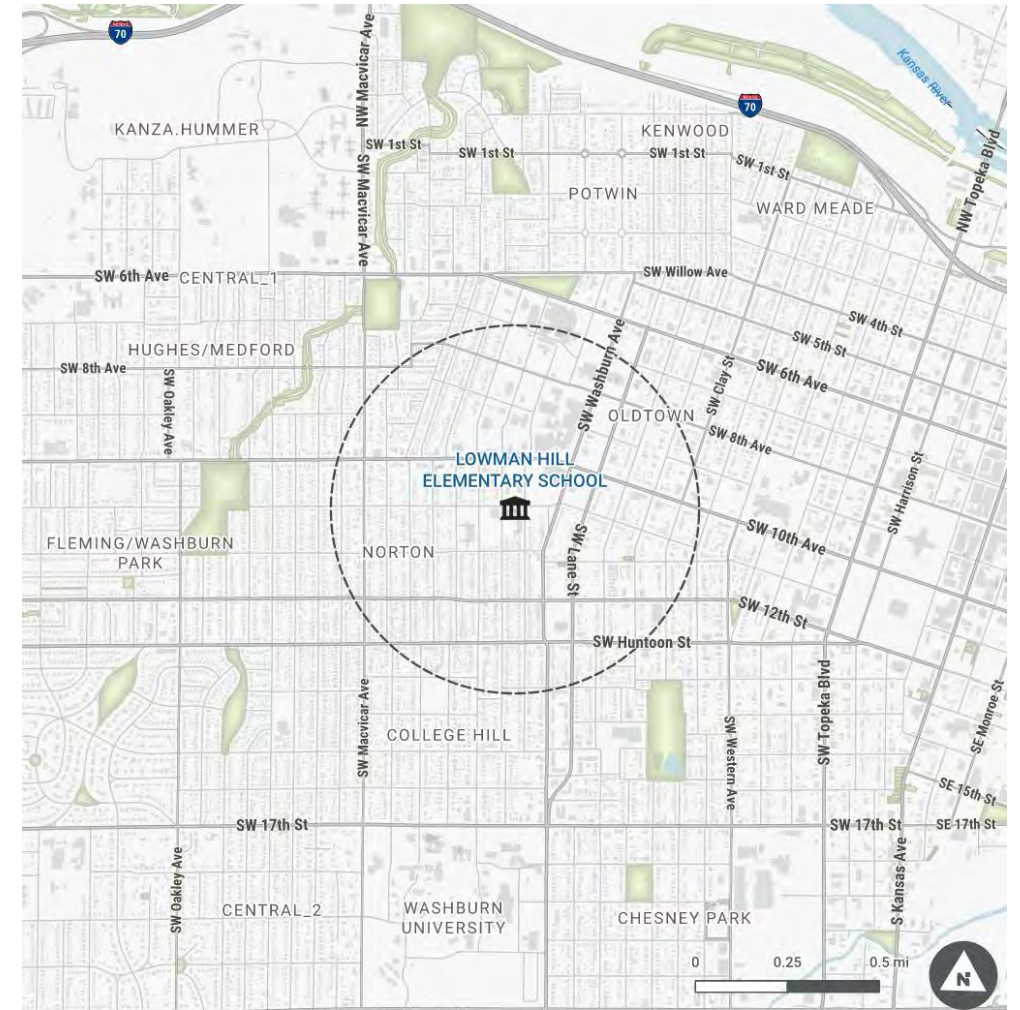 INTERSTATE
70
NW Macvicar Ave
Kansas River
INTERSTATE
70
KANZA.HUMMER
KENWOOD
SW 1st St
SW 1st St
SW 1st St
SW 1st St
NW Topeka Blvd
SW Macvicar Ave
POTWIN
WARD MEADE
SW 6th Ave
CENTRAL_1
SW Willow Ave
SW 4th St
SW 5th St
HUGHES/MEDFORD
SW 8th Ave
SW Oakley Ave
SW Washburn Ave
SW Clay St
SW 6th Ave
OLDTOWN
SW 8th Ave
LOWMAN HILL
ELEMENTARY SCHOOL
SW Harrison St
SW 10th Ave
FLEMING/WASHBURN
PARK
NORTON
SW Lane St
SW 12th St
SW Huntoon St
SW Macvicar Ave
COLLEGE HILL
SW Western Ave
SW Topeka Blvd
SE Monroe St
SE 15th St
SW 17th St
SW 17th St
SE 17th St
SW Oakley Ave
CENTRAL_2
WASHBURN
UNIVERSITY
CHESNEY PARK
S Kansas Ave
0 0.25 0.5 mi
N